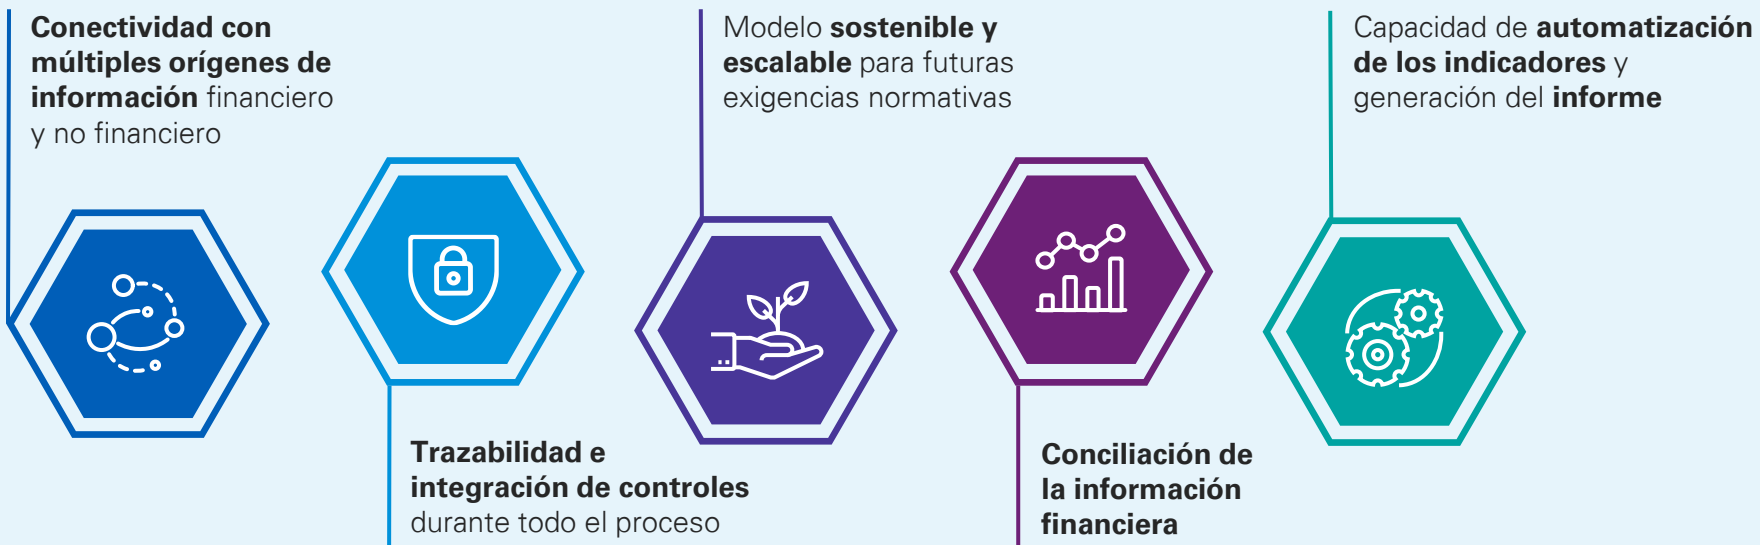 Conectividad con
múltiples orígenes de
información financiero
y no financiero
Trazabilidad e
integración de controles
durante todo el proceso
Modelo sostenible y
escalable para futuras
exigencias normativas
Conciliación de
la información
financiera
Capacidad de automatización
de los indicadores y
generación del informe